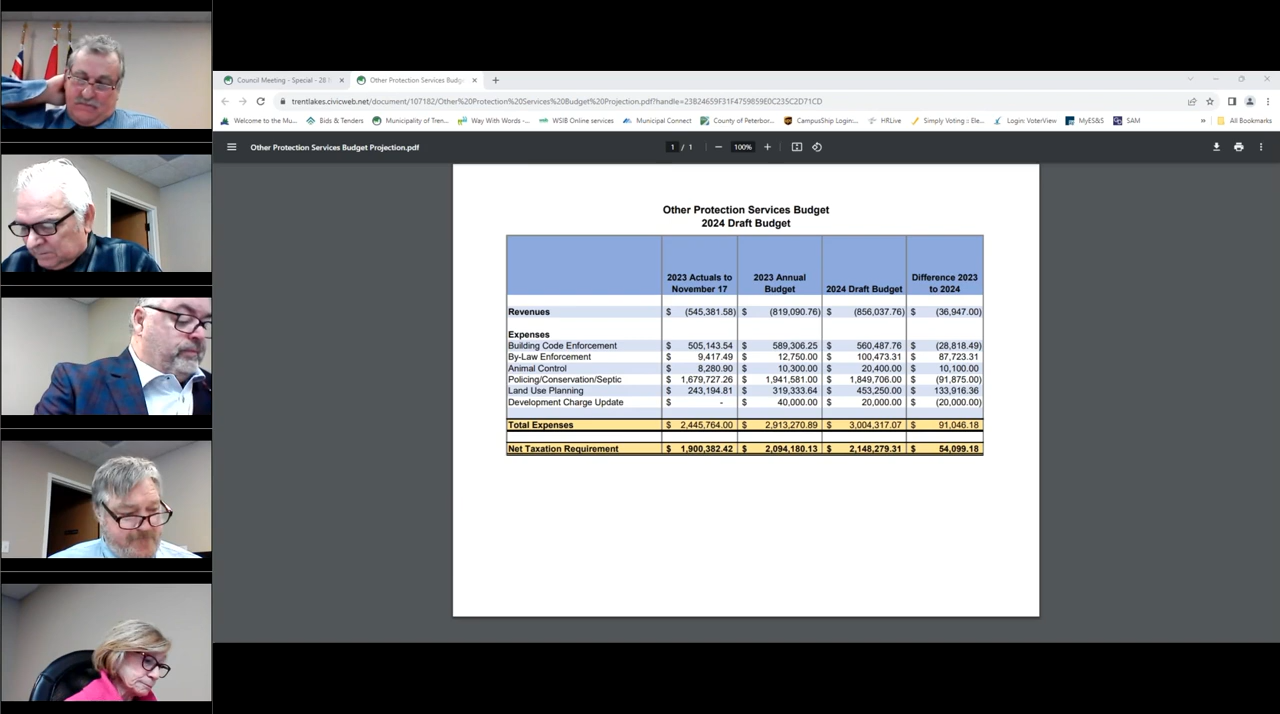 Council Meeting - Special - 28
Other Protection Services Budg
trentlakes.civicweb.net/document/107182/Other%20Protection%20Services%20Budget%20Projection.pdf?handle=23B24659F31F4759859E0C235C2D71CD
Welcome to the Mu... Bids & Tenders Municipality of Tren... Way With Words -... WSIB Online services Municipal Connect County of Peterbor... CampusShip Login:... HRLive Simply Voting :: Ele... Login: VoterView MyES&S SAM » All Bookmarks
Other Protection Services Budget Projection.pdf 1 / 1 100%
Other Protection Services Budget
2024 Draft Budget
2023 Actuals to November 17 2023 Annual Budget 2024 Draft Budget Difference 2023 to 2024
Revenues $ (545,381.58) $ (819,090.76) $ (856,037.76) $ (36,947.00)
Expenses
Building Code Enforcement $ 505,143.54 $ 589,306.25 $ 560,487.76 $ (28,818.49)
By-Law Enforcement $ 9,417.49 $ 12,750.00 $ 100,473.31 $ 87,723.31
Animal Control $ 8,280.90 $ 10,300.00 $ 20,400.00 $ 10,100.00
Policing/Conservation/Septic $ 1,679,727.26 $ 1,941,581.00 $ 1,849,706.00 $ (91,875.00)
Land Use Planning $ 243,194.81 $ 319,333.64 $ 453,250.00 $ 133,916.36
Development Charge Update $ - $ 40,000.00 $ 20,000.00 $ (20,000.00)
Total Expenses $ 2,445,764.00 $ 2,913,270.89 $ 3,004,317.07 $ 91,046.18
Net Taxation Requirement $ 1,900,382.42 $ 2,094,180.13 $ 2,148,279.31 $ 54,099.18